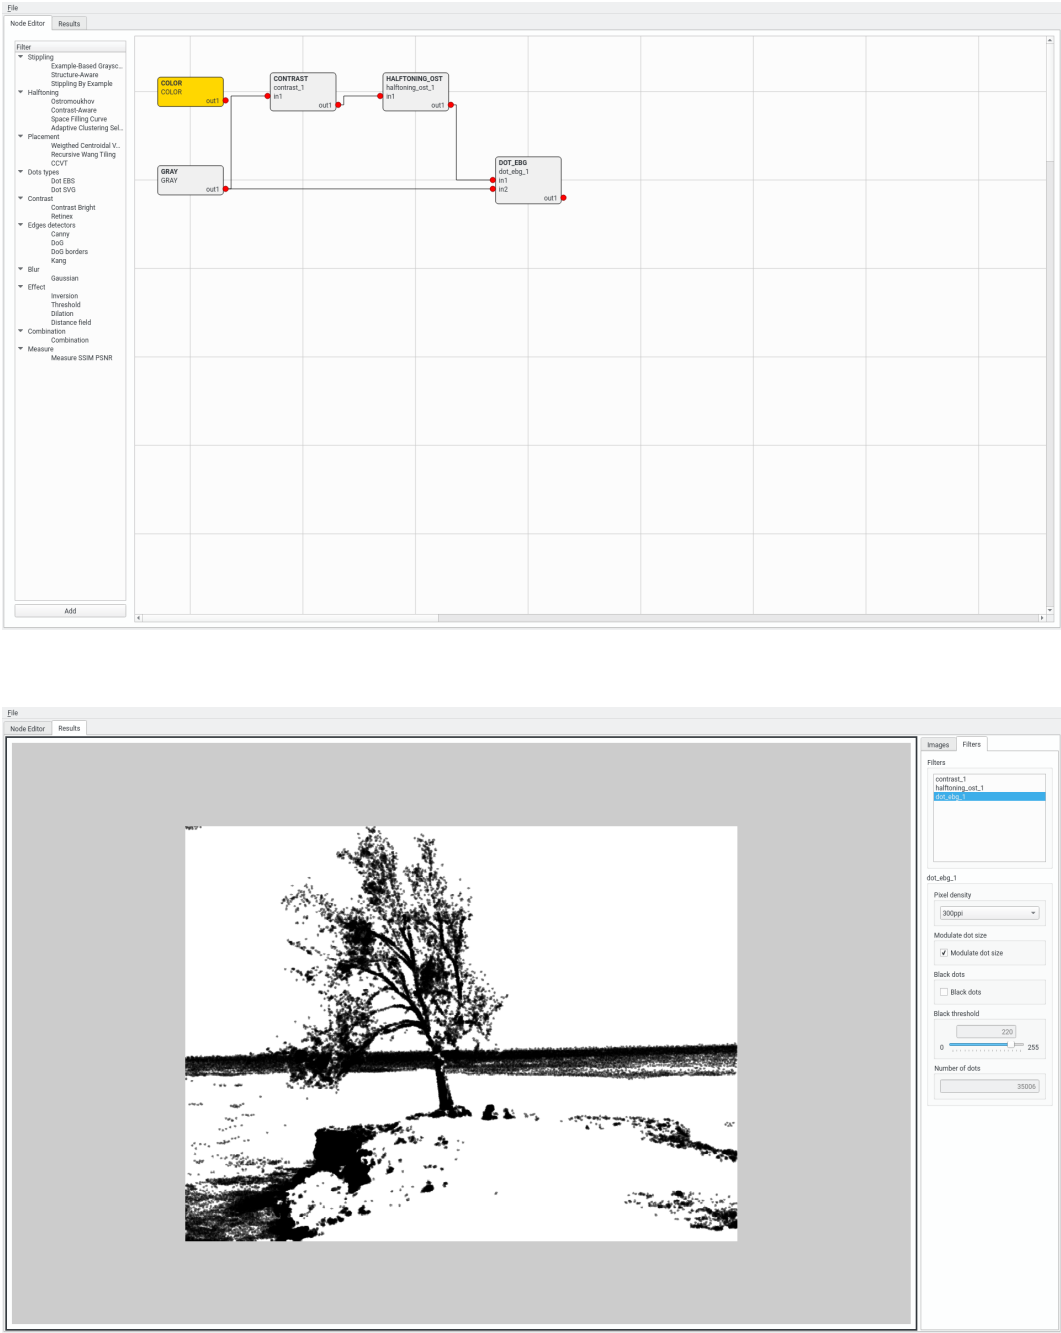 File
Node Editor Results
Filter
Stippling
Example-Based Graysc...
Structure-Aware
Stippling By Example
Halftoning
Ostromoukhov
Contrast-Aware
Space Filling Curve
Adaptive Clustering Sel...
Placement
Weigthed Centroidal V...
Recursive Wang Tiling
CCVT
Dots types
Dot EBS
Dot SVG
Contrast
Contrast Bright
Retinex
Edges detectors
Canny
DoG
DoG borders
Kang
Blur
Gaussian
Effect
Inversion
Threshold
Dilation
Distance field
Combination
Combination
Measure
Measure SSIM PSNR
Add
COLOR
COLOR
out1
CONTRAST
contrast_1
in1
out1
HALFTONING_OST
halftoning_ost_1
in1
out1
GRAY
GRAY
out1
DOT_EBG
dot_ebg_1
in1
in2
out1
File
Node Editor Results
Images Filters
Filters
contrast_1
halftoning_ost_1
dot_ebg_1
dot_ebg_1
Pixel density
300ppi
Modulate dot size
Modulate dot size
Black dots
Black dots
Black threshold
220
0 255
Number of dots
35006